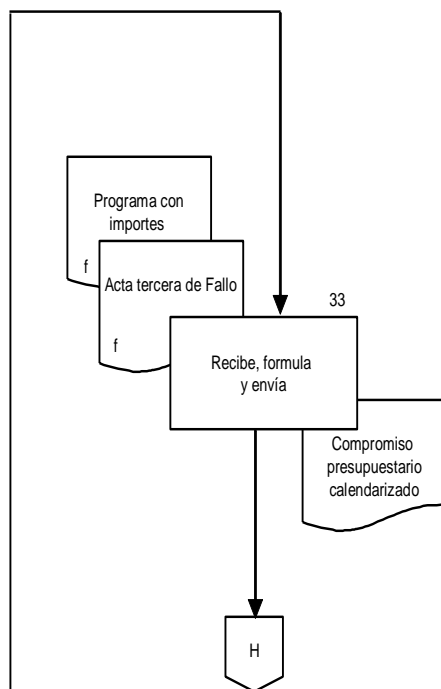 Programa con
importes
f
Acta tercera de Fallo
f
33
Recibe, formula
y envía
Compromiso
presupuestario
calendarizado
H